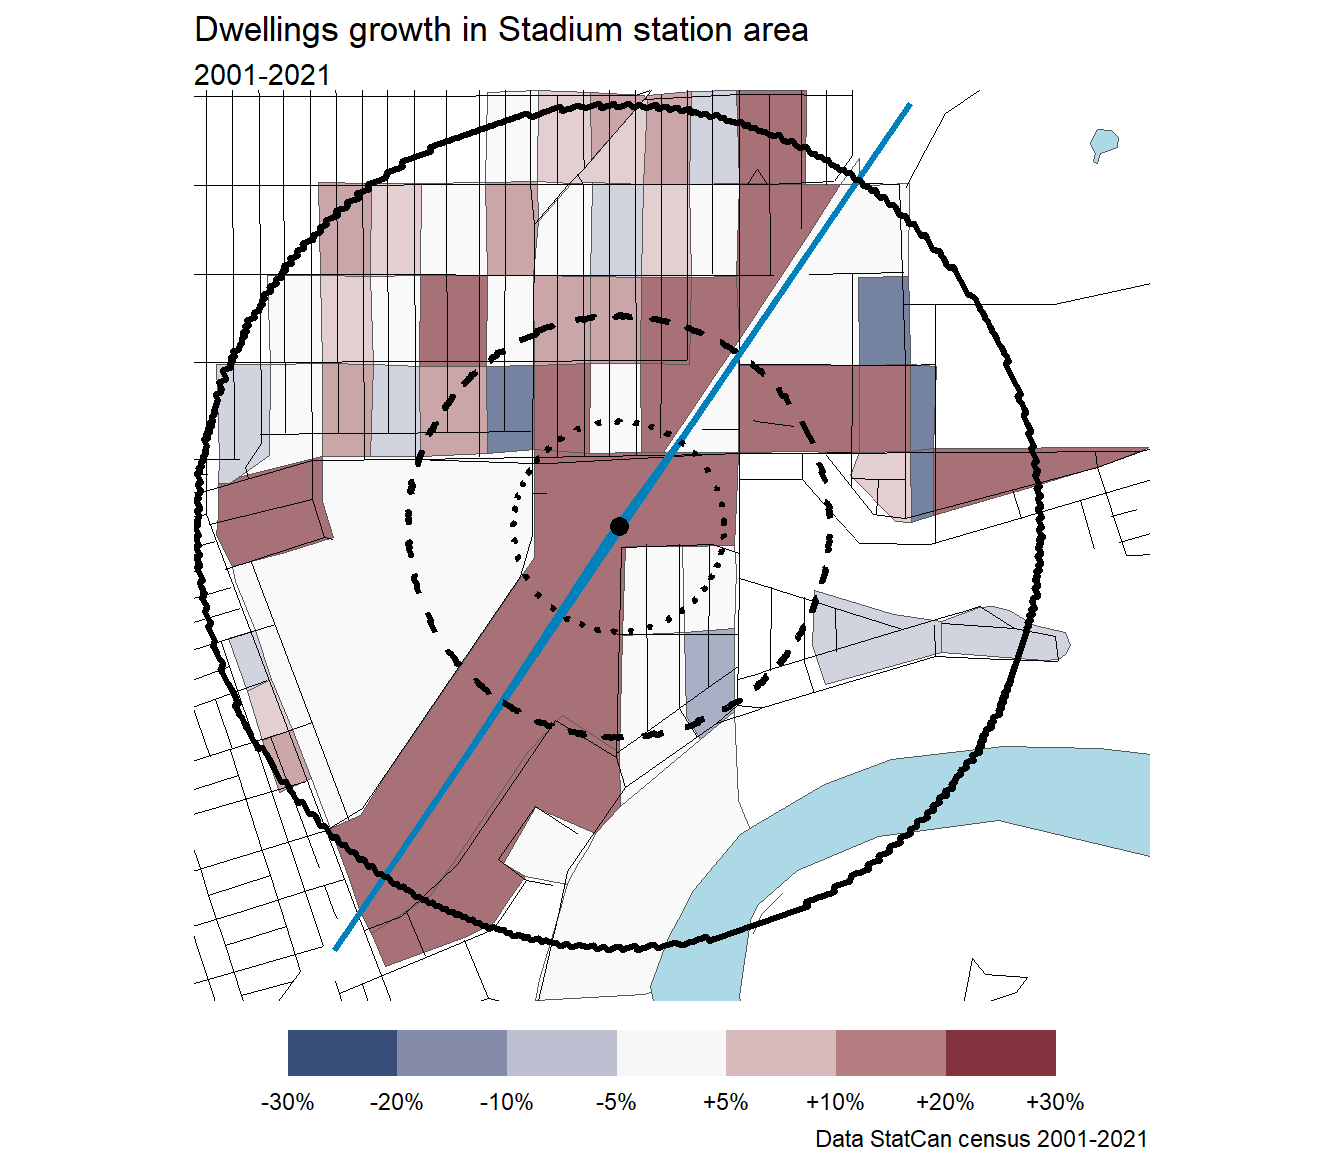 Dwellings growth in Stadium station area
2001-2021
-30% -20% -10% -5% +5% +10% +20% +30%
Data StatCan census 2001-2021